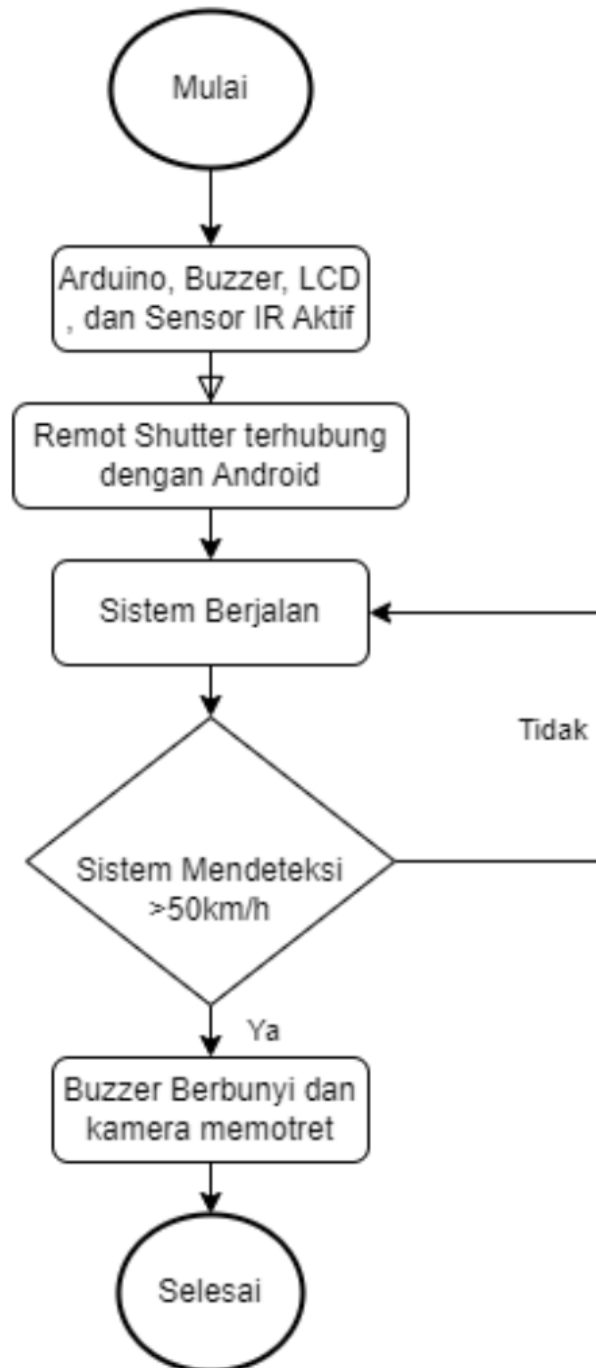 Mulai
Arduino, Buzzer, LCD
, dan Sensor IR Aktif
Remot Shutter terhubung
dengan Android
Sistem Berjalan
Tidak
Sistem Mendeteksi
>50km/h
Ya
Buzzer Berbunyi dan
kamera memotret
Selesai